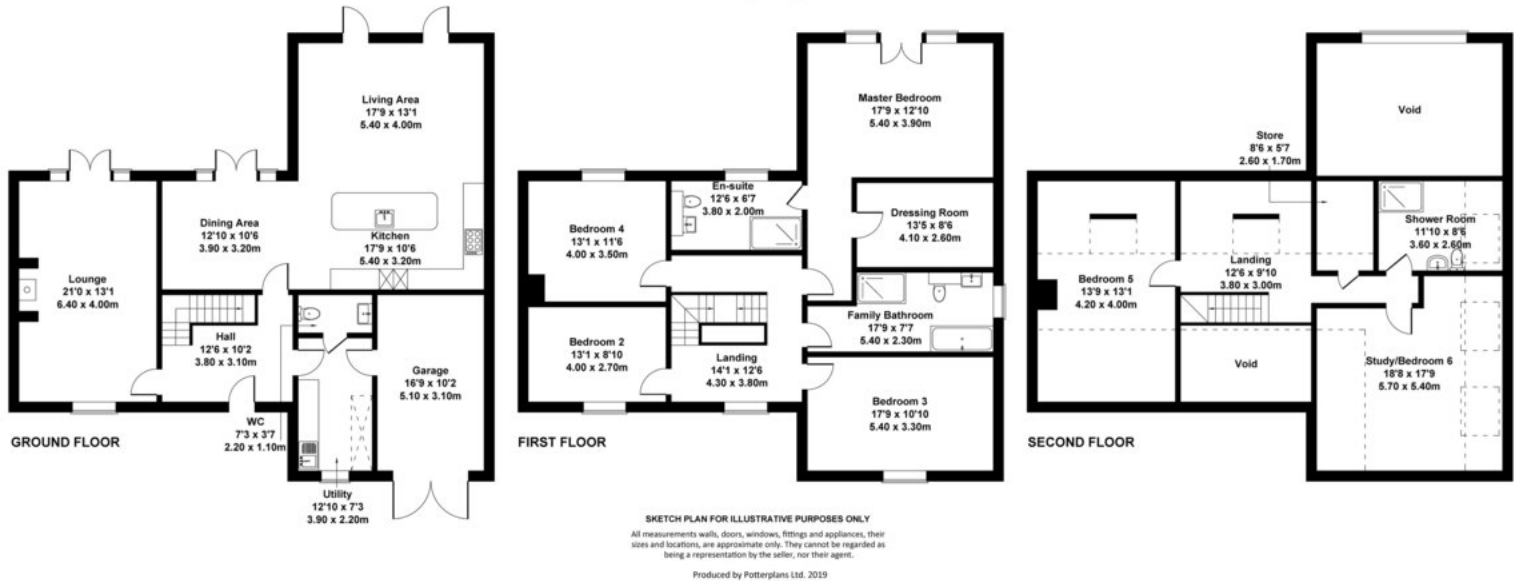 Living Area
17'9 x 13'1
5.40 x 4.00m
Dining Area
12'10 x 10'6
3.90 x 3.20m
Kitchen
17'9 x 10'6
5.40 x 3.20m
Lounge
21'0 x 13'1
6.40 x 4.00m
Hall
12'6 x 10'2
3.80 x 3.10m
Garage
16'9 x 10'2
5.10 x 3.10m
WC
7'3 x 3'7
2.20 x 1.10m
Utility
12'10 x 7'3
3.90 x 2.20m
GROUND FLOOR
Master Bedroom
17'9 x 12'10
5.40 x 3.90m
En-suite
12'6 x 6'7
3.80 x 2.00m
Dressing Room
13'5 x 8'6
4.10 x 2.60m
Bedroom 4
13'1 x 11'6
4.00 x 3.50m
Family Bathroom
17'9 x 7'7
5.40 x 2.30m
Bedroom 2
13'1 x 8'10
4.00 x 2.70m
Landing
14'1 x 12'6
4.30 x 3.80m
Bedroom 3
17'9 x 10'10
5.40 x 3.30m
FIRST FLOOR
Void
Store
8'6 x 5'7
2.60 x 1.70m
Shower Room
11'10 x 8'6
3.60 x 2.60m
Landing
12'6 x 9'10
3.80 x 3.00m
Bedroom 5
13'9 x 13'1
4.20 x 4.00m
Void
Study/Bedroom 6
18'8 x 17'9
5.70 x 5.40m
SECOND FLOOR
SKETCH PLAN FOR ILLUSTRATIVE PURPOSES ONLY
All measurements walls, doors, windows, fittings and appliances, their
sizes and locations, are approximate only. They cannot be regarded as
being a representation by the seller, nor their agent.
Produced by Potterplans Ltd. 2019